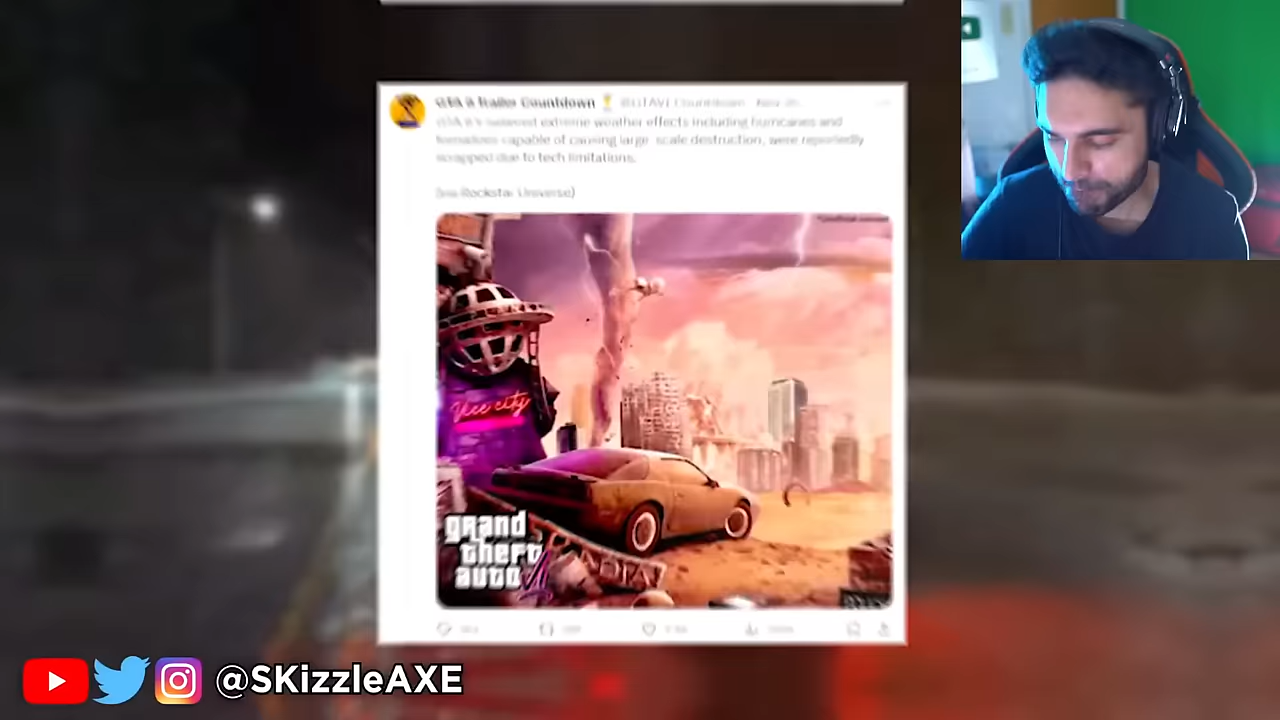 GTA 6 Trailer Countdown @GTAVI_Countdown
GTA 6's rumored extreme weather effects including hurricanes and
tornadoes capable of causing large-scale destruction, were reportedly
scrapped due to tech limitations.
(via Rockstar Universe)
Vice city
grand
theft
auto
@SKizzleAXE